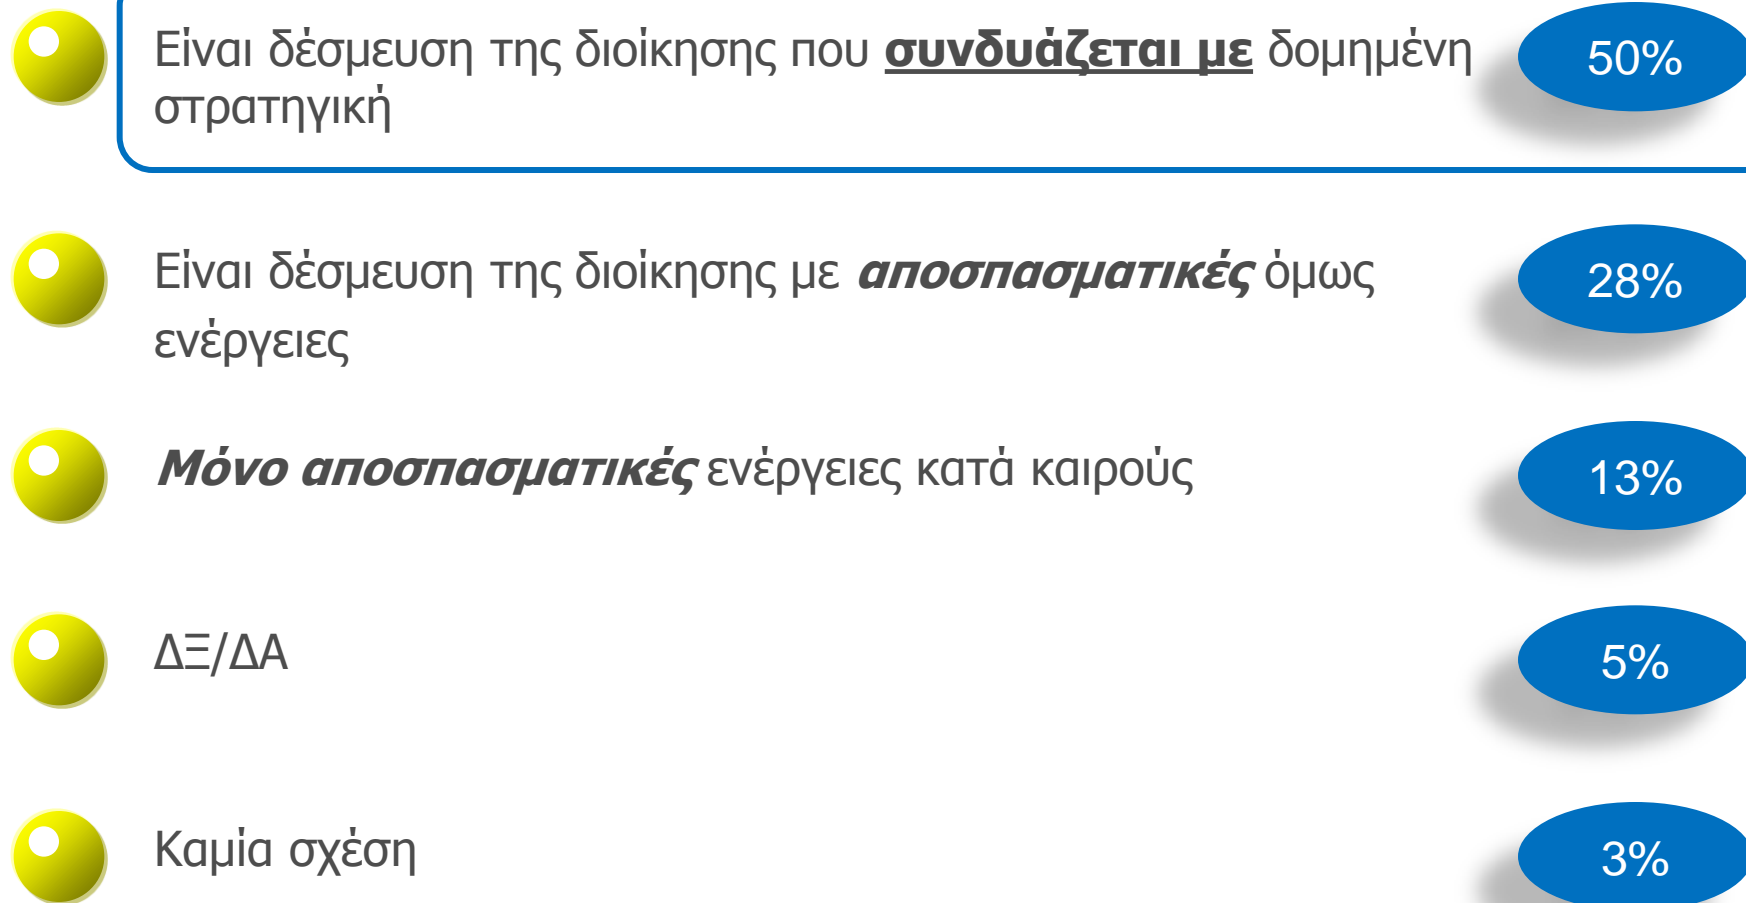 Είναι δέσμευση της διοίκησης που συνδυάζεται με δομημένη
στρατηγική
50%
Είναι δέσμευση της διοίκησης με αποσπασματικές όμως
ενέργειες
28%
Μόνο αποσπασματικές ενέργειες κατά καιρούς
13%
ΔΞ/ΔΑ
5%
Καμία σχέση
3%